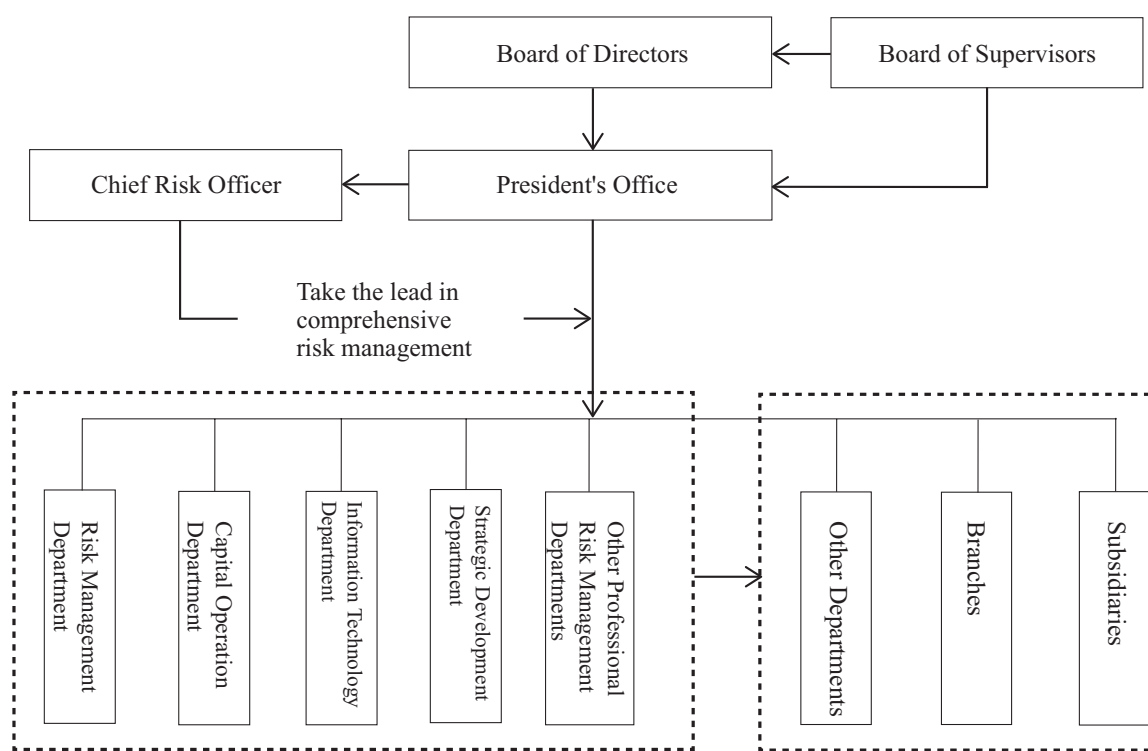 Board of Directors
Board of Supervisors
Chief Risk Officer
President's Office
Take the lead in
comprehensive
risk management
Risk Management
Department
Capital Operation
Department
Information Technology
Department
Strategic Development
Department
Other Professional
Risk Management
Departments
Other Departments
Branches
Subsidiaries